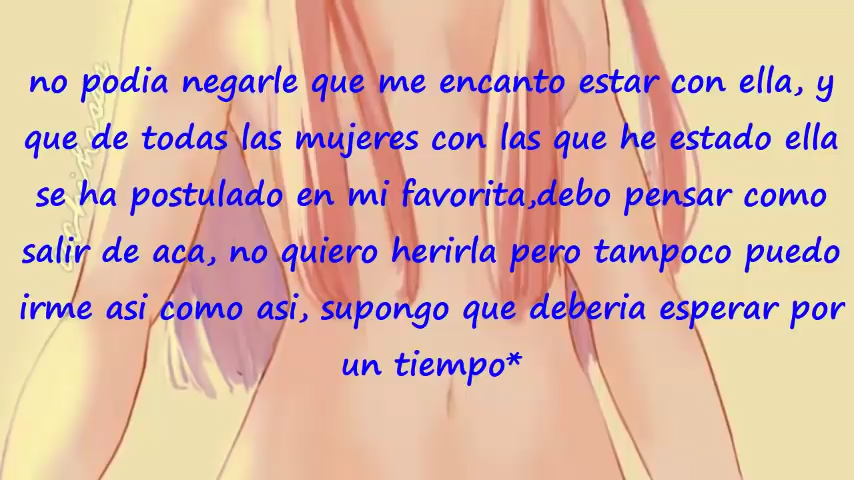 no podia negarle que me encanto estar con ella, y
que de todas las mujeres con las que he estado ella
se ha postulado en mi favorita,debo pensar como
salir de aca, no quiero herirla pero tampoco puedo
irme asi como asi, supongo que deberia esperar por
un tiempo*